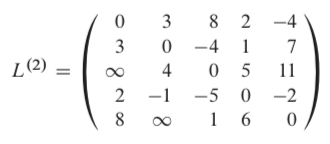 0 3 8 2 −4
3 0 −4 1 7
L(2) = ∞ 4 0 5 11
2 −1 −5 0 −2
8 ∞ 1 6 0